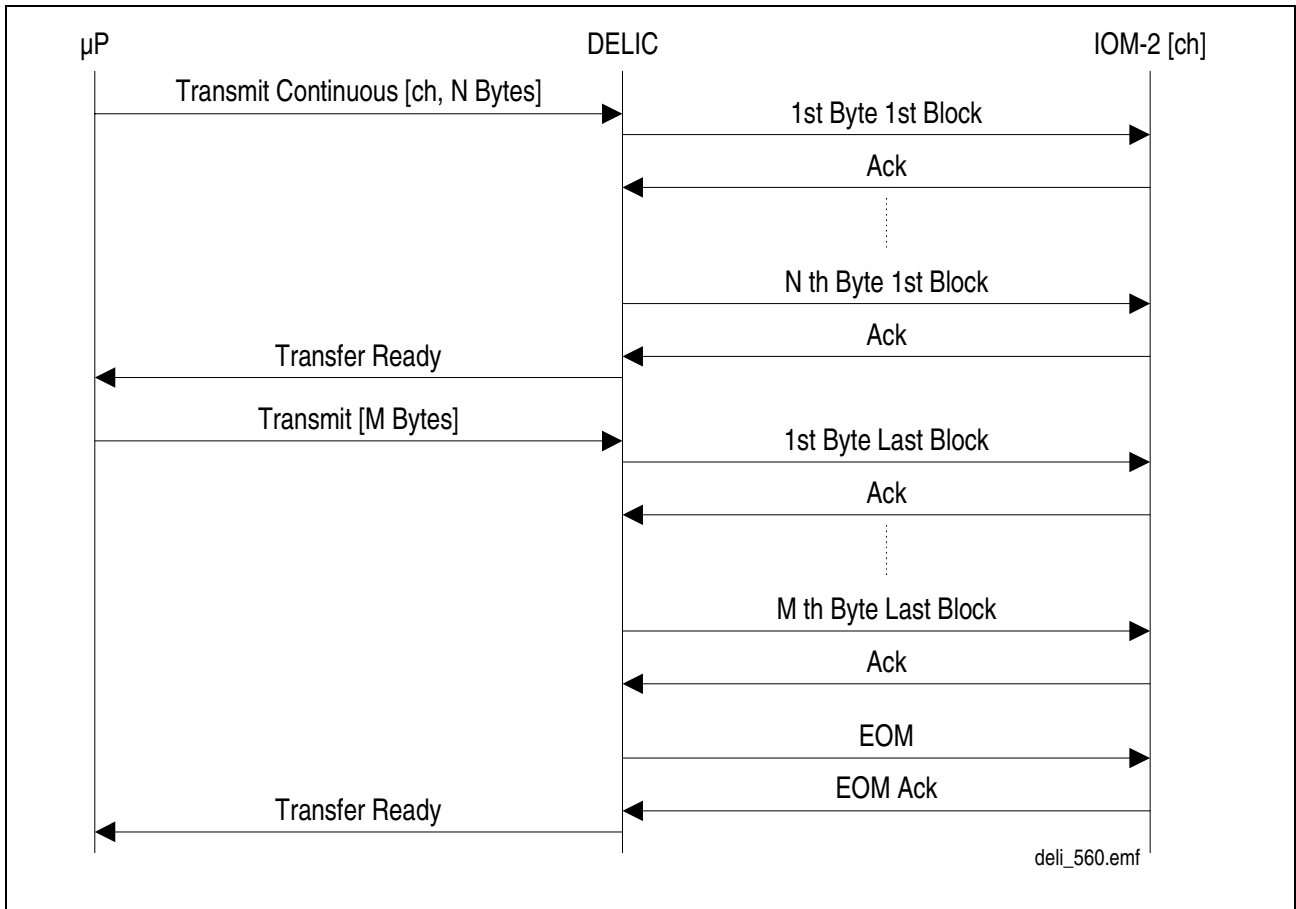 µP
DELIC
IOM-2 [ch]
Transmit Continuous [ch, N Bytes]
1st Byte 1st Block
Ack
N th Byte 1st Block
Ack
Transfer Ready
Transmit [M Bytes]
1st Byte Last Block
Ack
M th Byte Last Block
Ack
EOM
EOM Ack
Transfer Ready
deli_560.emf